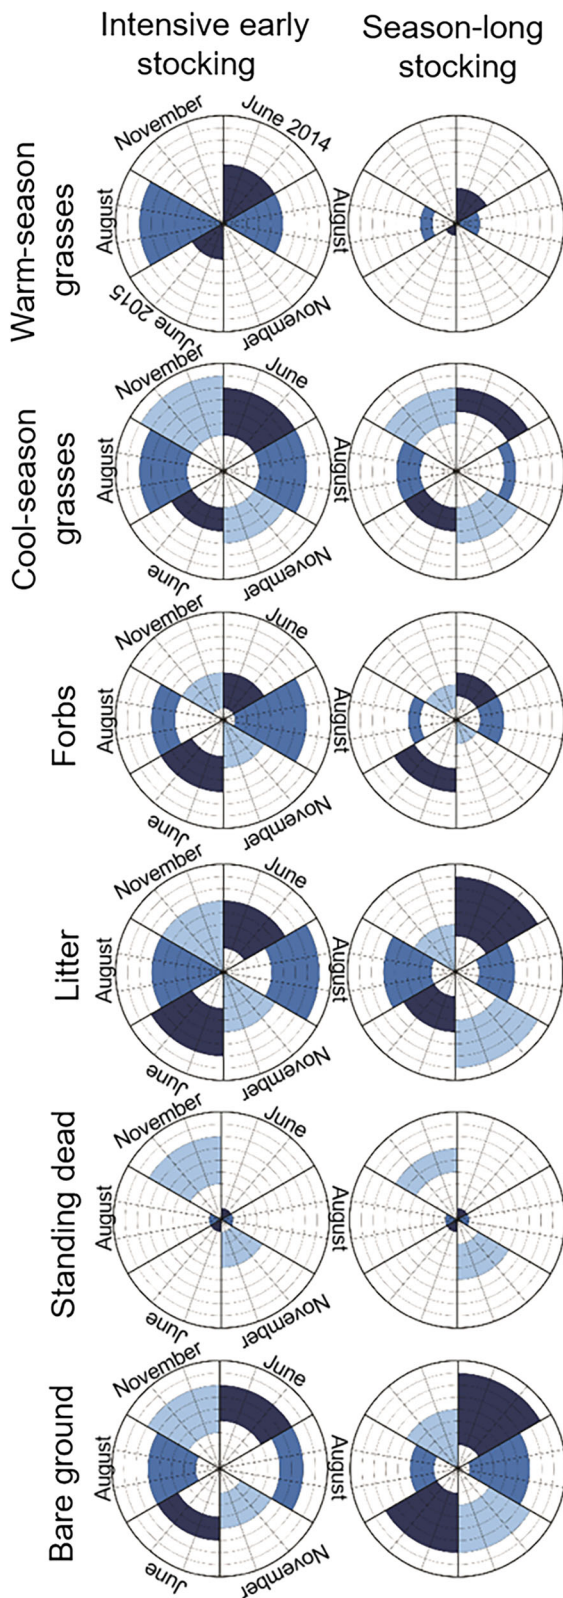 Intensive early
stocking
Season-long
stocking
Warm-season
grasses
November
June 2014
August
August
June 2015
November
Cool-season
grasses
November
June
August
August
June
November
Forbs
November
June
August
August
June
November
Litter
November
June
August
August
June
November
Standing dead
November
June
August
August
June
November
Bare ground
November
June
August
August
June
November